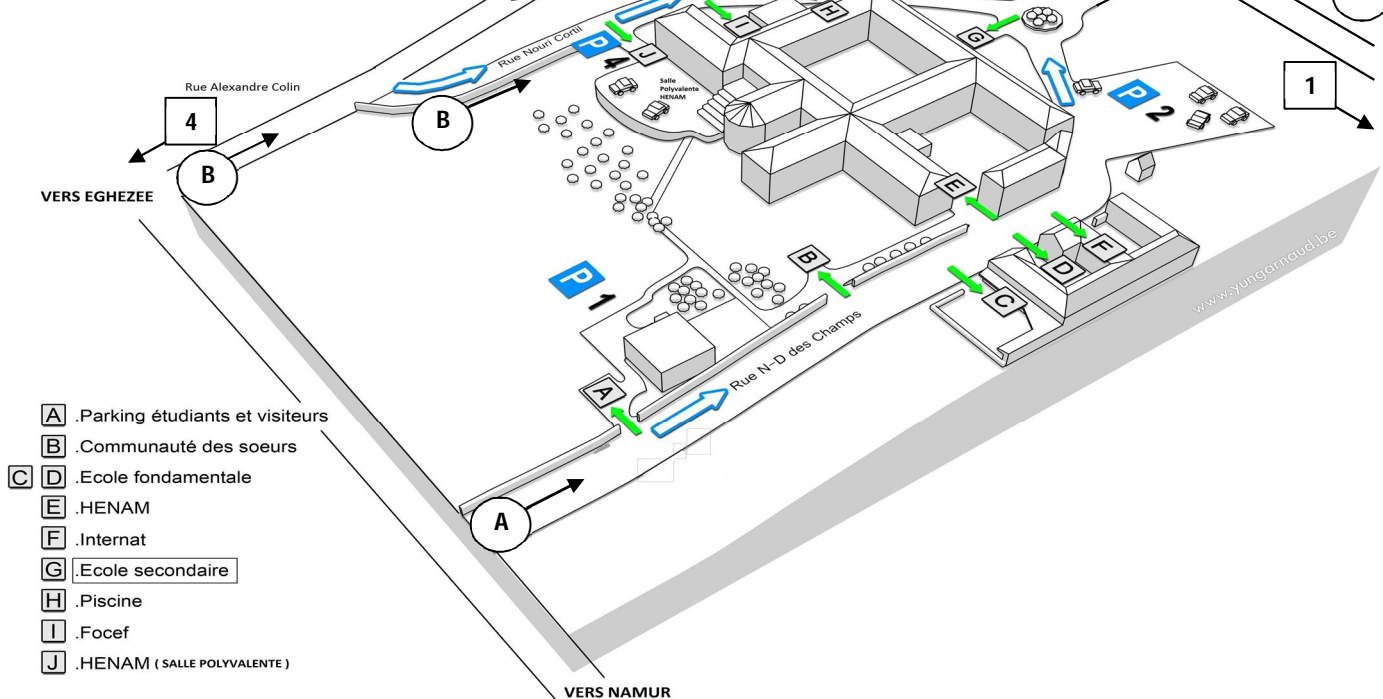 I
H
G
Rue Nouri Cortil
P
4
J
Salle
Polyvalente
HENAM
Rue Alexandre Colin
4
B
B
P
2
1
VERS EGHEZEE
E
B
F
D
C
www.yungarnaud.be
P
1
Rue N-D des Champs
A
A
A .Parking étudiants et visiteurs
B .Communauté des soeurs
C D .Ecole fondamentale
E .HENAM
F .Internat
G .Ecole secondaire
H .Piscine
I .Focef
J .HENAM ( SALLE POLYVALENTE )
VERS NAMUR